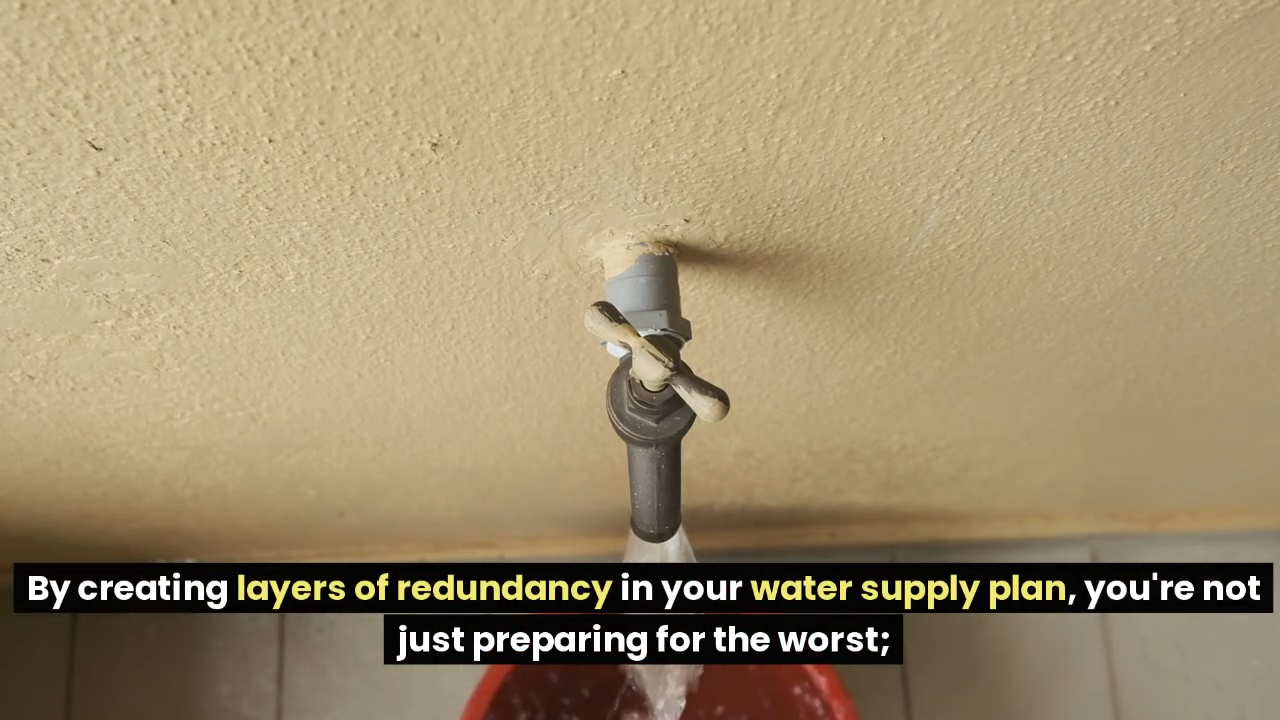 By creating layers of redundancy in your water supply plan, you're not
just preparing for the worst;